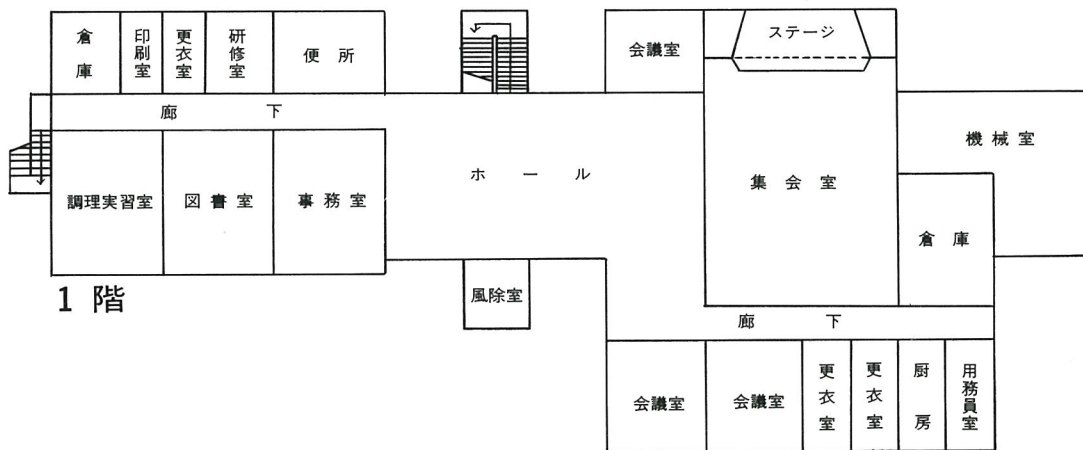 倉庫
印刷室
更衣室
研修室
便所
会議室
ステージ
廊下
機械室
調理実習室
図書室
事務室
ホール
集会室
倉庫
1階
風除室
廊下
会議室
会議室
更衣室
更衣室
厨房
用務員室